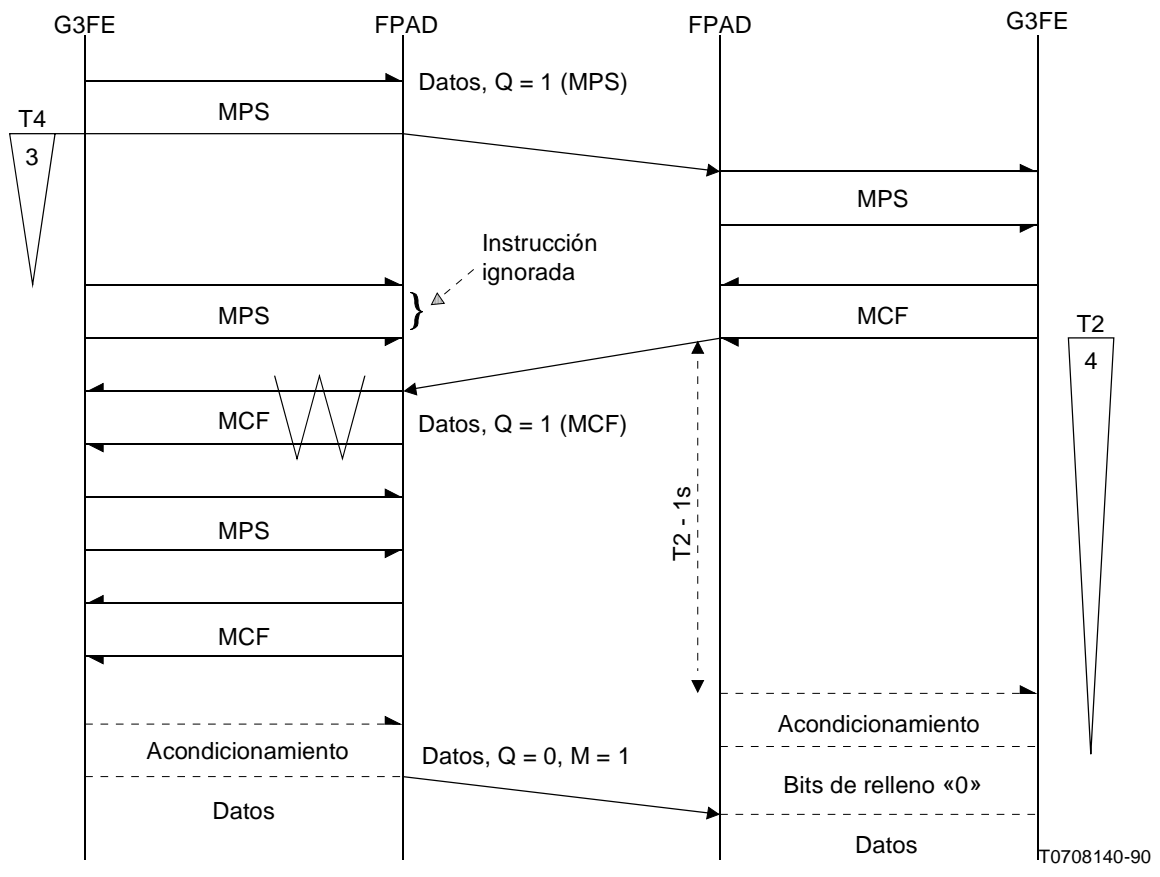 G3FE
FPAD
FPAD
G3FE
Datos, Q = 1 (MPS)
MPS
T4
3
MPS
Instrucción
ignorada
}
MPS
MCF
T2
4
MCF
Datos, Q = 1 (MCF)
T2 - 1s
MPS
MCF
Acondicionamiento
Acondicionamiento
Datos, Q = 0, M = 1
Bits de relleno «0»
Datos
Datos
T0708140-90